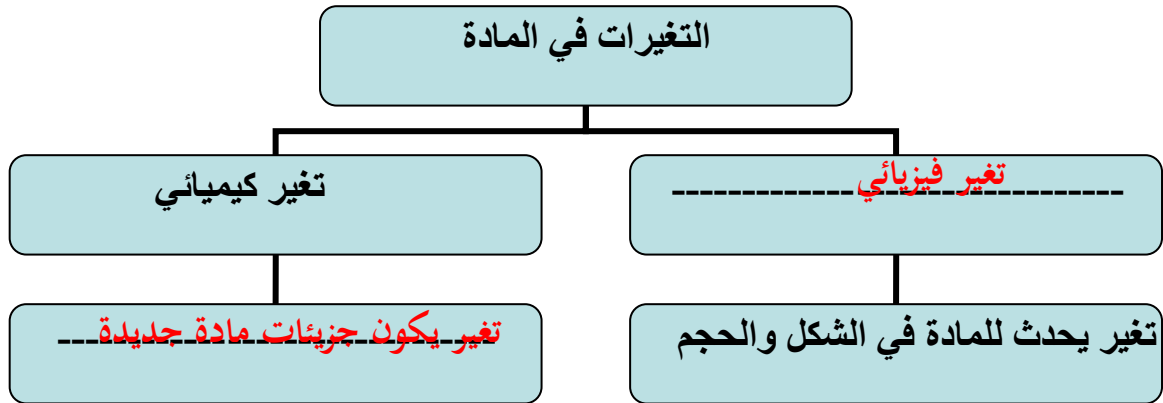 التغيرات في المادة
تغير فيزيائي
تغير كيميائي
تغير يحدث للمادة في الشكل والحجم
تغير يكون جزيئات مادة جديدة